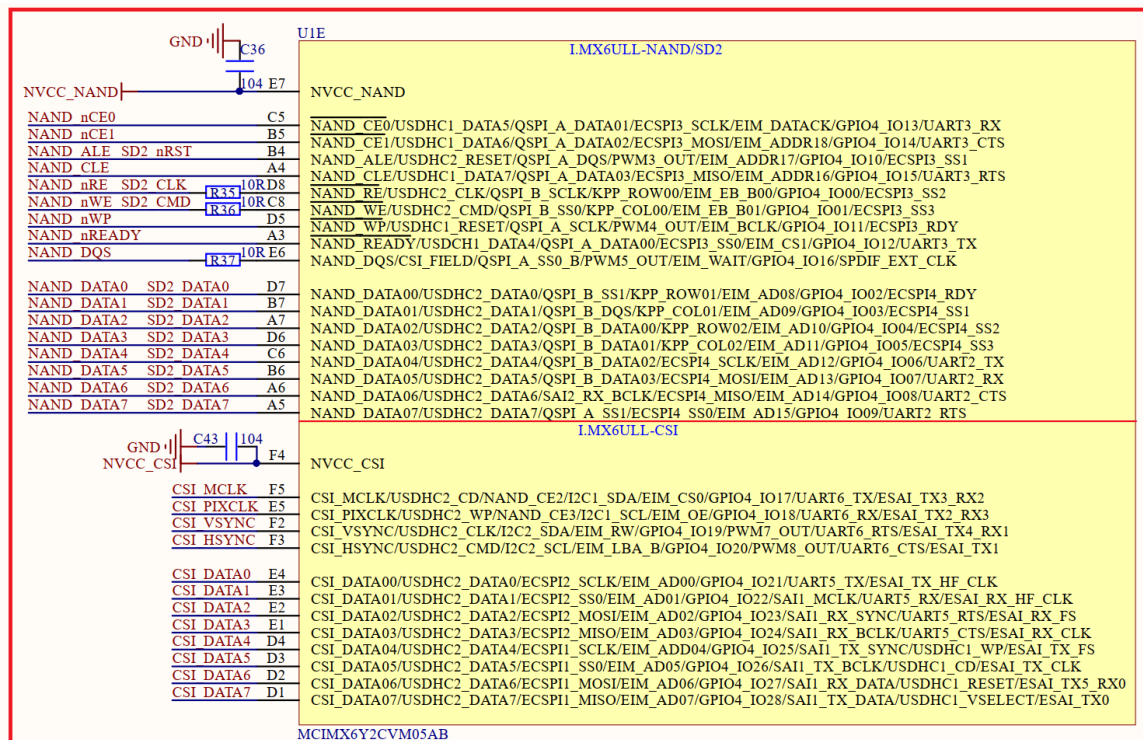 U1E
I.MX6ULL-NAND/SD2
GND
C36
104
NVCC_NAND E7 NVCC_NAND
NAND_nCE0 C5 NAND_CE0/USDHC1_DATA5/QSPI_A_DATA01/ECSPI3_SCLK/EIM_DATACK/GPIO4_IO13/UART3_RX
NAND_nCE1 B5 NAND_CE1/USDHC1_DATA6/QSPI_A_DATA02/ECSPI3_MOSI/EIM_ADDR18/GPIO4_IO14/UART3_CTS
NAND_ALE SD2_nRST B4 NAND_ALE/USDHC2_RESET/QSPI_A_DQS/PWM3_OUT/EIM_ADDR17/GPIO4_IO10/ECSPI3_SS1
NAND_CLE A4 NAND_CLE/USDHC1_DATA7/QSPI_A_DATA03/ECSPI3_MISO/EIM_ADDR16/GPIO4_IO15/UART3_RTS
NAND_nRE SD2_CLK R35 10R D8 NAND_RE/USDHC2_CLK/QSPI_B_SCLK/KPP_ROW00/EIM_EB_B00/GPIO4_IO00/ECSPI3_SS2
NAND_nWE SD2_CMD R36 10R C8 NAND_WE/USDHC2_CMD/QSPI_B_SS0/KPP_COL00/EIM_EB_B01/GPIO4_IO01/ECSPI3_SS3
NAND_nWP D5 NAND_WP/USDHC1_RESET/QSPI_A_SCLK/PWM4_OUT/EIM_BCLK/GPIO4_IO11/ECSPI3_RDY
NAND_nREADY A3 NAND_READY/USDCH1_DATA4/QSPI_A_DATA00/ECSPI3_SS0/EIM_CS1/GPIO4_IO12/UART3_TX
NAND_DQS R37 10R E6 NAND_DQS/CSI_FIELD/QSPI_A_SS0_B/PWM5_OUT/EIM_WAIT/GPIO4_IO16/SPDIF_EXT_CLK
NAND_DATA0 SD2_DATA0 D7 NAND_DATA00/USDHC2_DATA0/QSPI_B_SS1/KPP_ROW01/EIM_AD08/GPIO4_IO02/ECSPI4_RDY
NAND_DATA1 SD2_DATA1 B7 NAND_DATA01/USDHC2_DATA1/QSPI_B_DQS/KPP_COL01/EIM_AD09/GPIO4_IO03/ECSPI4_SS1
NAND_DATA2 SD2_DATA2 A7 NAND_DATA02/USDHC2_DATA2/QSPI_B_DATA00/KPP_ROW02/EIM_AD10/GPIO4_IO04/ECSPI4_SS2
NAND_DATA3 SD2_DATA3 D6 NAND_DATA03/USDHC2_DATA3/QSPI_B_DATA01/KPP_COL02/EIM_AD11/GPIO4_IO05/ECSPI4_SS3
NAND_DATA4 SD2_DATA4 C6 NAND_DATA04/USDHC2_DATA4/QSPI_B_DATA02/ECSPI4_SCLK/EIM_AD12/GPIO4_IO06/UART2_TX
NAND_DATA5 SD2_DATA5 B6 NAND_DATA05/USDHC2_DATA5/QSPI_B_DATA03/ECSPI4_MOSI/EIM_AD13/GPIO4_IO07/UART2_RX
NAND_DATA6 SD2_DATA6 A6 NAND_DATA06/USDHC2_DATA6/SAI2_RX_BCLK/ECSPI4_MISO/EIM_AD14/GPIO4_IO08/UART2_CTS
NAND_DATA7 SD2_DATA7 A5 NAND_DATA07/USDHC2_DATA7/QSPI_A_SS1/ECSPI4_SS0/EIM_AD15/GPIO4_IO09/UART2_RTS
I.MX6ULL-CSI
GND C43 104
NVCC_CSI F4 NVCC_CSI
CSI_MCLK F5 CSI_MCLK/USDHC2_CD/NAND_CE2/I2C1_SDA/EIM_CS0/GPIO4_IO17/UART6_TX/ESAI_TX3_RX2
CSI_PIXCLK E5 CSI_PIXCLK/USDHC2_WP/NAND_CE3/I2C1_SCL/EIM_OE/GPIO4_IO18/UART6_RX/ESAI_TX2_RX3
CSI_VSYNC F2 CSI_VSYNC/USDHC2_CLK/I2C2_SDA/EIM_RW/GPIO4_IO19/PWM7_OUT/UART6_RTS/ESAI_TX4_RX1
CSI_HSYNC F3 CSI_HSYNC/USDHC2_CMD/I2C2_SCL/EIM_LBA_B/GPIO4_IO20/PWM8_OUT/UART6_CTS/ESAI_TX1
CSI_DATA0 E4 CSI_DATA00/USDHC2_DATA0/ECSPI2_SCLK/EIM_AD00/GPIO4_IO21/UART5_TX/ESAI_TX_HF_CLK
CSI_DATA1 E3 CSI_DATA01/USDHC2_DATA1/ECSPI2_SS0/EIM_AD01/GPIO4_IO22/SAI1_MCLK/UART5_RX/ESAI_RX_HF_CLK
CSI_DATA2 E2 CSI_DATA02/USDHC2_DATA2/ECSPI2_MOSI/EIM_AD02/GPIO4_IO23/SAI1_RX_SYNC/UART5_RTS/ESAI_RX_FS
CSI_DATA3 E1 CSI_DATA03/USDHC2_DATA3/ECSPI2_MISO/EIM_AD03/GPIO4_IO24/SAI1_RX_BCLK/UART5_CTS/ESAI_RX_CLK
CSI_DATA4 D4 CSI_DATA04/USDHC2_DATA4/ECSPI1_SCLK/EIM_ADD04/GPIO4_IO25/SAI1_TX_SYNC/USDHC1_WP/ESAI_TX_FS
CSI_DATA5 D3 CSI_DATA05/USDHC2_DATA5/ECSPI1_SS0/EIM_AD05/GPIO4_IO26/SAI1_TX_BCLK/USDHC1_CD/ESAI_TX_CLK
CSI_DATA6 D2 CSI_DATA06/USDHC2_DATA6/ECSPI1_MOSI/EIM_AD06/GPIO4_IO27/SAI1_RX_DATA/USDHC1_RESET/ESAI_TX5_RX0
CSI_DATA7 D1 CSI_DATA07/USDHC2_DATA7/ECSPI1_MISO/EIM_AD07/GPIO4_IO28/SAI1_TX_DATA/USDHC1_VSELECT/ESAI_TX0
MCIMX6Y2CVM05AB